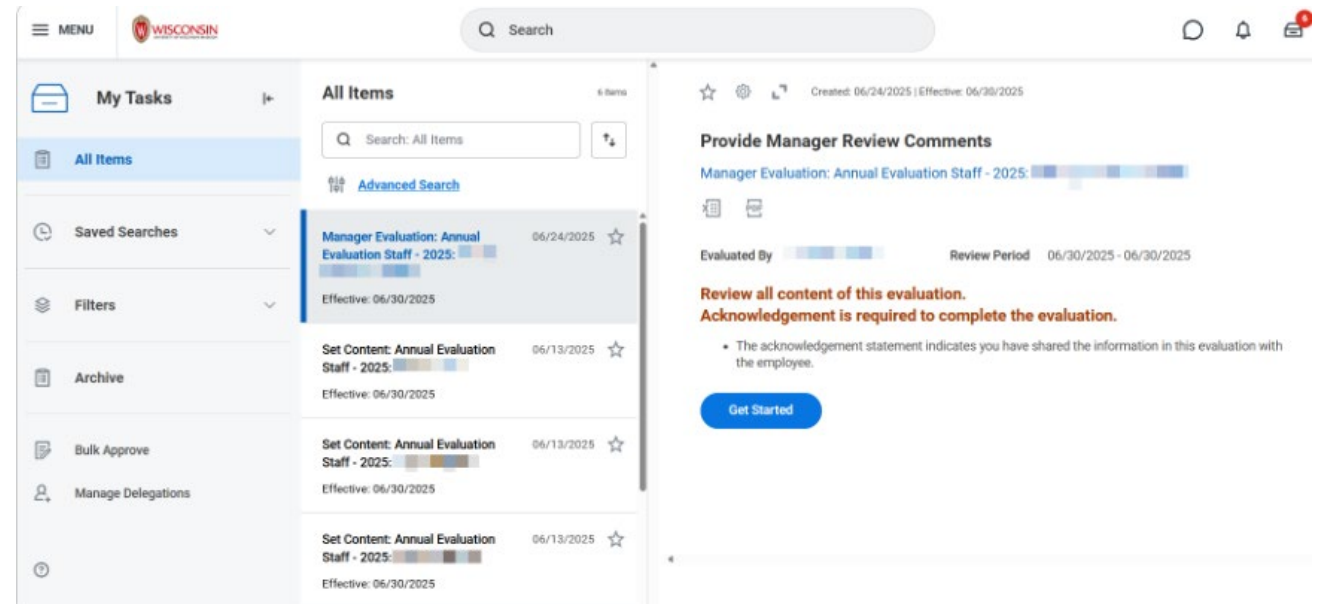 MENU
WISCONSIN
Search
6
My Tasks
All Items
Saved Searches
Filters
Archive
Bulk Approve
Manage Delegations
All Items
6 items
Search: All Items
Advanced Search
Manager Evaluation: Annual 06/24/2025
Evaluation Staff - 2025:
Effective: 06/30/2025
Set Content: Annual Evaluation 06/13/2025
Staff - 2025:
Effective: 06/30/2025
Set Content: Annual Evaluation 06/13/2025
Staff - 2025:
Effective: 06/30/2025
Set Content: Annual Evaluation 06/13/2025
Staff - 2025:
Effective: 06/30/2025
Created: 06/24/2025 | Effective: 06/30/2025
Provide Manager Review Comments
Manager Evaluation: Annual Evaluation Staff - 2025:
PDF
Evaluated By Review Period 06/30/2025 - 06/30/2025
Review all content of this evaluation.
Acknowledgement is required to complete the evaluation.
• The acknowledgement statement indicates you have shared the information in this evaluation with
the employee.
Get Started